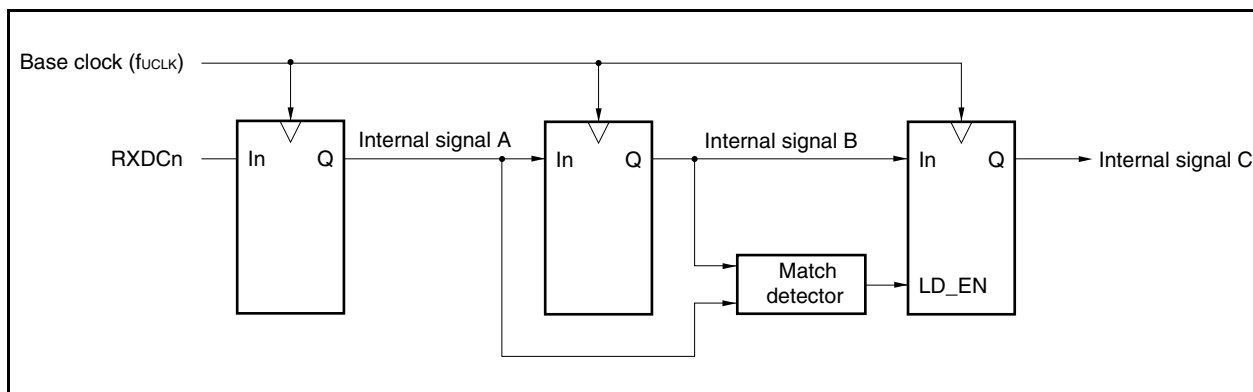 Base clock (fUCLK)
RXDCn
In
Q
Internal signal A
In
Q
Internal signal B
In
Q
Internal signal C
Match
detector
LD_EN